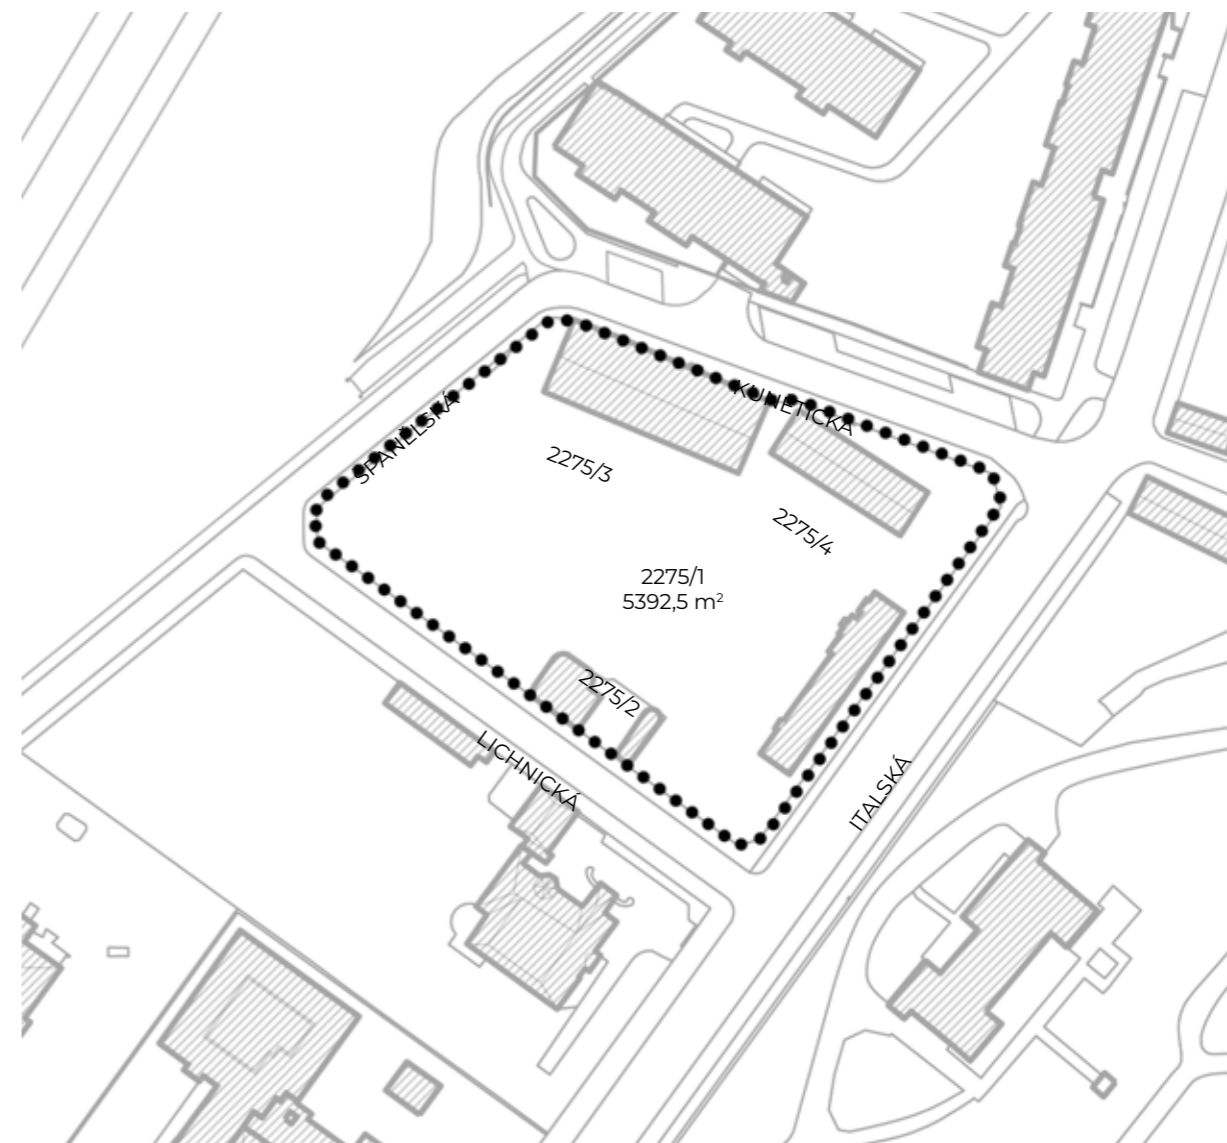 KUNĚTICKÁ
ŠPANĚLSKÁ
2275/3
2275/4
2275/1
5392,5 m²
2275/2
LICHNICKÁ
ITALSKÁ